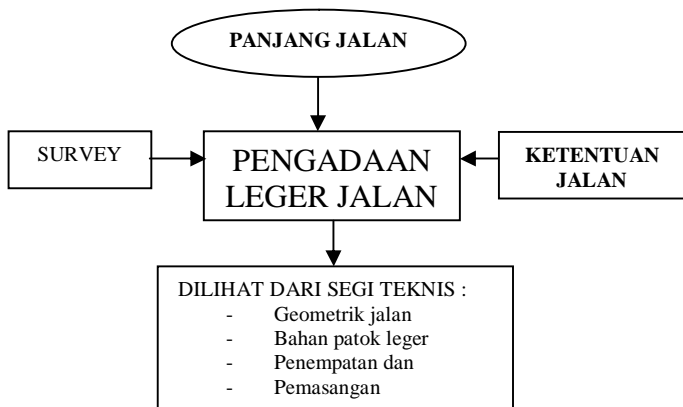 PANJANG JALAN
SURVEY
PENGADAAN
LEGER JALAN
KETENTUAN
JALAN
DILIHAT DARI SEGI TEKNIS :
- Geometrik jalan
- Bahan patok leger
- Penempatan dan
- Pemasangan